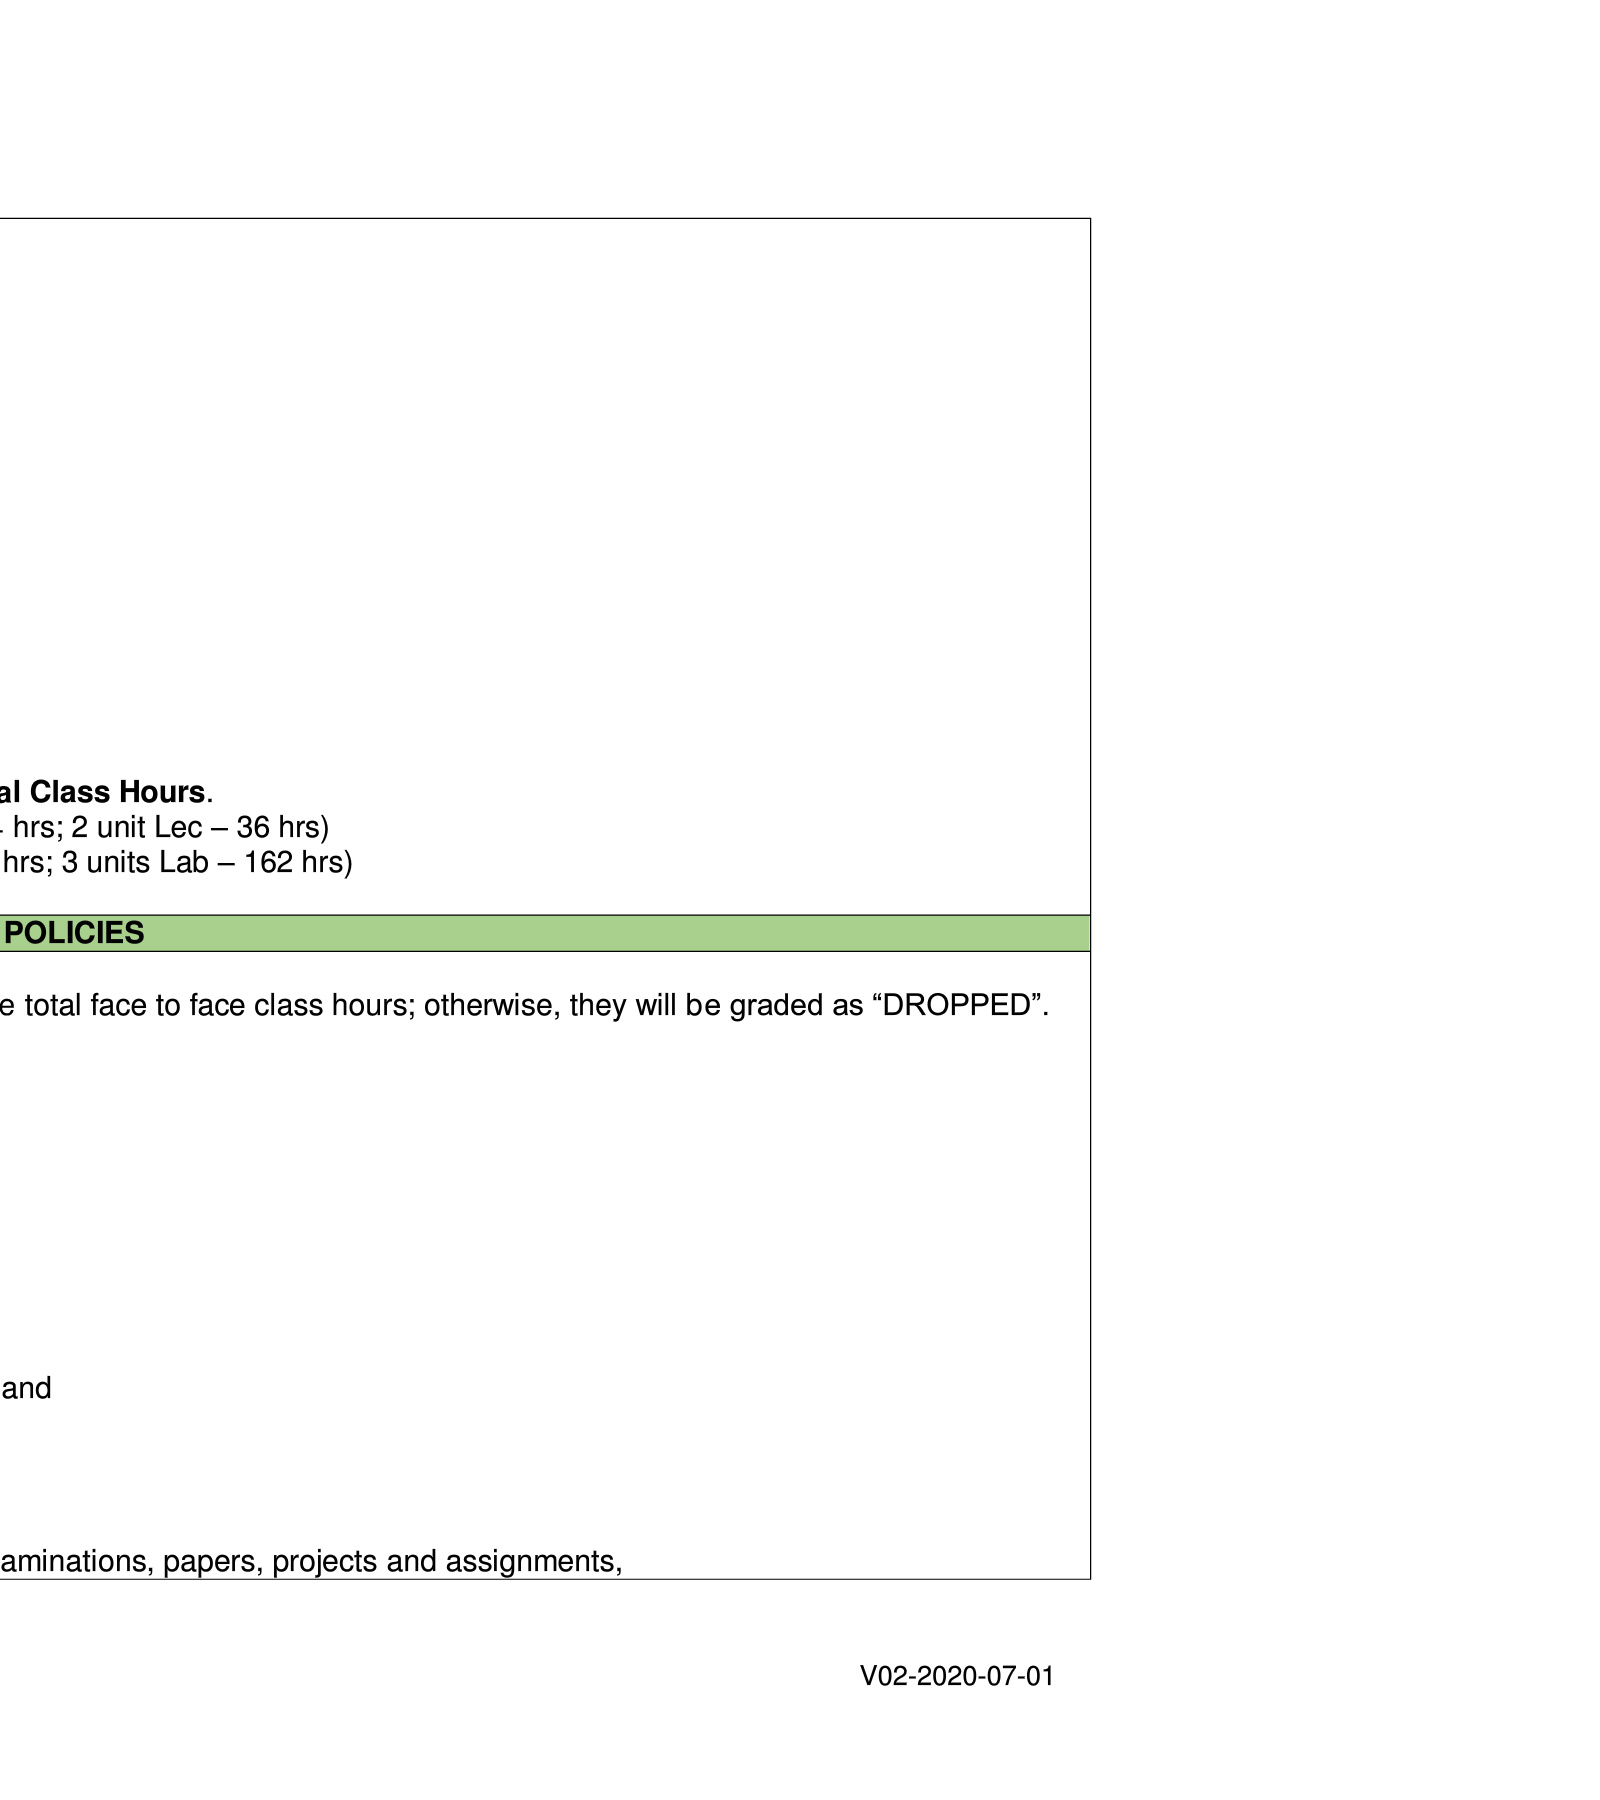 al Class Hours.
hrs; 2 unit Lec – 36 hrs)
hrs; 3 units Lab – 162 hrs)
POLICIES
e total face to face class hours; otherwise, they will be graded as “DROPPED”.
and
aminations, papers, projects and assignments,
V02-2020-07-01